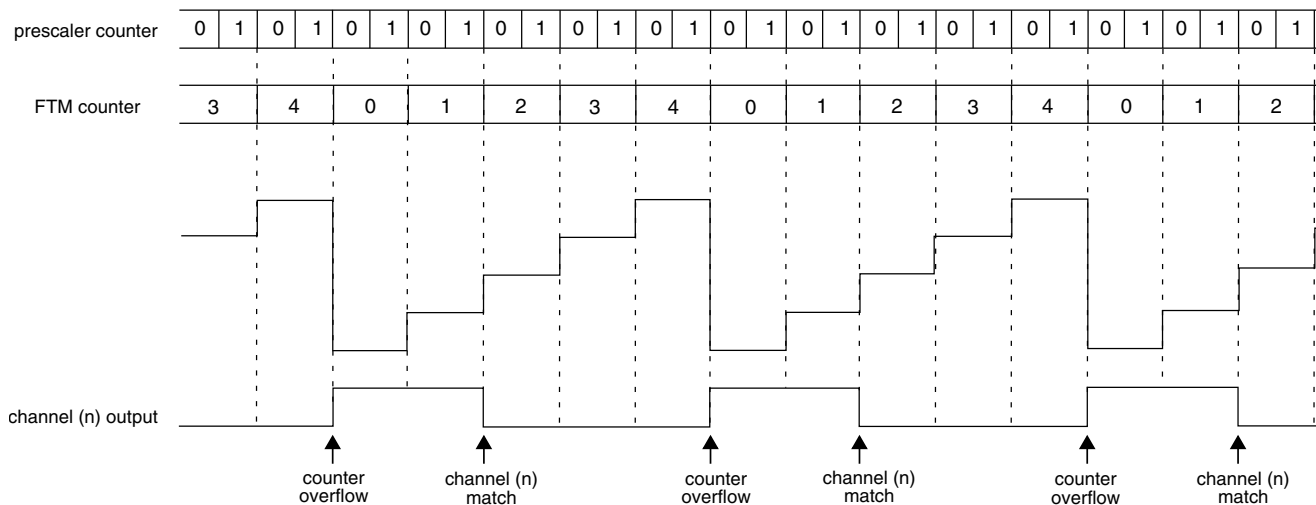 prescaler counter 0 1 0 1 0 1 0 1 0 1 0 1 0 1 0 1 0 1 0 1 0 1 0 1 0 1 0 1 0 1
FTM counter 3 4 0 1 2 3 4 0 1 2 3 4 0 1 2
channel (n) output
counter overflow
channel (n) match
counter overflow
channel (n) match
counter overflow
channel (n) match